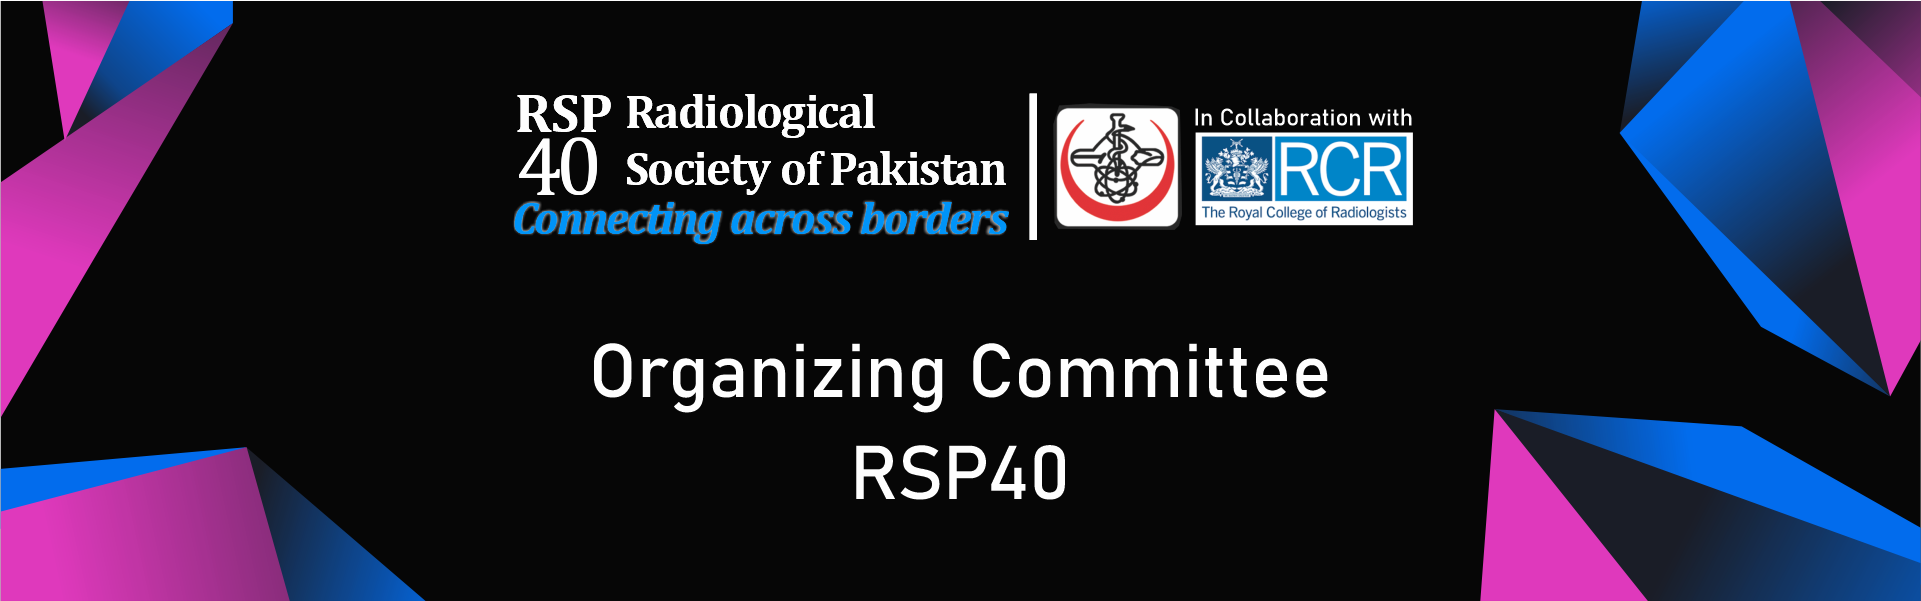 RSP Radiological
40 Society of Pakistan
Connecting across borders
In Collaboration with
RCR
The Royal College of Radiologists
Organizing Committee
RSP40